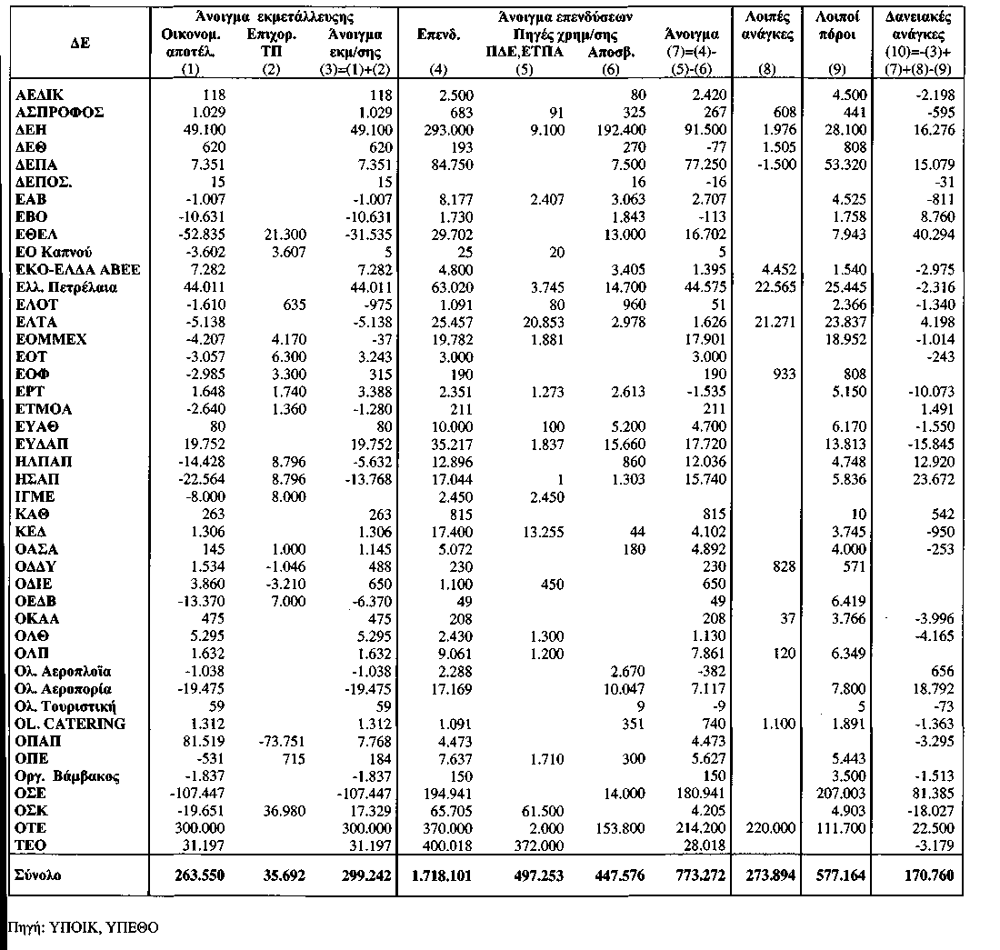 Άνοιγμα εκμετάλλευσης Άνοιγμα επενδύσεων Λοιπές Λοιποί Δανειακές
ΔΕ Οικονομ. Επιχορ. Άνοιγμα Επενδ. Πηγές χρημ/σης Άνοιγμα ανάγκες πόροι ανάγκες
αποτέλ. ΤΠ εκμ/σης ΠΔΕ,ΕΤΠΑ Αποσβ. (7)=(4)- (10)=-(3)+
(1) (2) (3)=(1)+(2) (4) (5) (6) (5)-(6) (8) (9) (7)+(8)-(9)
ΑΕΔΙΚ 118 118 2.500 80 2.420 4.500 -2.198
ΑΣΠΡΟΦΟΣ 1.029 1.029 683 91 325 267 608 441 -595
ΔΕΗ 49.100 49.100 293.000 9.100 192.400 91.500 1.976 28.100 16.276
ΔΕΘ 620 620 193 270 -77 1.505 808
ΔΕΠΑ 7.351 7.351 84.750 7.500 77.250 -1.500 53.320 15.079
ΔΕΠΟΣ. 15 15 16 -16 -31
ΕΑΒ -1.007 -1.007 8.177 2.407 3.063 2.707 4.525 -811
ΕΒΟ -10.631 -10.631 1.730 1.843 -113 1.758 8.760
ΕΘΕΛ -52.835 21.300 -31.535 29.702 13.000 16.702 7.943 40.294
ΕΟ Καπνού -3.602 3.607 5 25 20 5
ΕΚΟ-ΕΛΔΑ ΑΒΕΕ 7.282 7.282 4.800 3.405 1.395 4.452 1.540 -2.975
Ελλ. Πετρέλαια 44.011 44.011 63.020 3.745 14.700 44.575 22.565 25.445 -2.316
ΕΛΟΤ -1.610 635 -975 1.091 80 960 51 2.366 -1.340
ΕΛΤΑ -5.138 -5.138 25.457 20.853 2.978 1.626 21.271 23.837 4.198
ΕΟΜΜΕΧ -4.207 4.170 -37 19.782 1.881 17.901 18.952 -1.014
ΕΟΤ -3.057 6.300 3.243 3.000 3.000 -243
ΕΟΦ -2.985 3.300 315 190 190 933 808
ΕΡΤ 1.648 1.740 3.388 2.351 1.273 2.613 -1.535 5.150 -10.073
ΕΤΜΟΑ -2.640 1.360 -1.280 211 211 1.491
ΕΥΑΘ 80 80 10.000 100 5.200 4.700 6.170 -1.550
ΕΥΔΑΠ 19.752 19.752 35.217 1.837 15.660 17.720 13.813 -15.845
ΗΛΠΑΠ -14.428 8.796 -5.632 12.896 860 12.036 4.748 12.920
ΗΣΑΠ -22.564 8.796 -13.768 17.044 1 1.303 15.740 5.836 23.672
ΙΓΜΕ -8.000 8.000 2.450 2.450
ΚΑΘ 263 263 815 815 10 542
ΚΕΔ 1.306 1.306 17.400 13.255 44 4.102 3.745 -950
ΟΑΣΑ 145 1.000 1.145 5.072 180 4.892 4.000 -253
ΟΔΔΥ 1.534 -1.046 488 230 230 828 571
ΟΔΙΕ 3.860 -3.210 650 1.100 450 650
ΟΕΔΒ -13.370 7.000 -6.370 49 49 6.419
ΟΚΑΑ 475 475 208 208 37 3.766 -3.996
ΟΛΘ 5.295 5.295 2.430 1.300 1.130 -4.165
ΟΛΠ 1.632 1.632 9.061 1.200 7.861 120 6.349
Ολ. Αεροπλοΐα -1.038 -1.038 2.288 2.670 -382 656
Ολ. Αεροπορία -19.475 -19.475 17.169 10.047 7.117 7.800 18.792
Ολ. Τουριστική 59 59 9 -9 5 -73
OL. CATERING 1.312 1.312 1.091 351 740 1.100 1.891 -1.363
ΟΠΑΠ 81.519 -73.751 7.768 4.473 4.473 -3.295
ΟΠΕ -531 715 184 7.637 1.710 300 5.627 5.443
Οργ. Βάμβακος -1.837 -1.837 150 150 3.500 -1.513
ΟΣΕ -107.447 -107.447 194.941 14.000 180.941 207.003 81.385
ΟΣΚ -19.651 36.980 17.329 65.705 61.500 4.205 4.903 -18.027
ΟΤΕ 300.000 300.000 370.000 2.000 153.800 214.200 220.000 111.700 22.500
ΤΕΟ 31.197 31.197 400.018 372.000 28.018 -3.179
Σύνολο 263.550 35.692 299.242 1.718.101 497.253 447.576 773.272 273.894 577.164 170.760
Πηγή: ΥΠΟΙΚ, ΥΠΕΘΟ